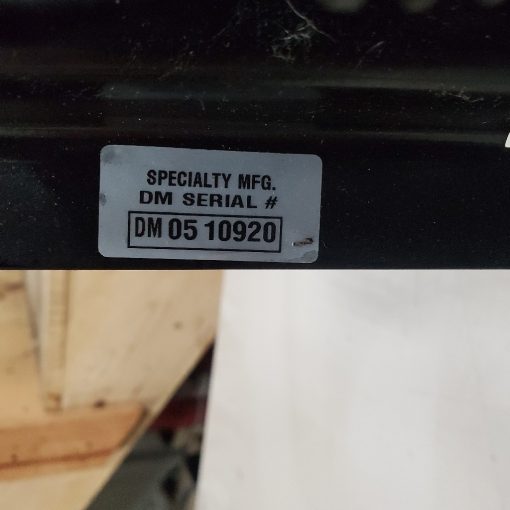 SPECIALTY MFG.
DM SERIAL #
DM 05 10920